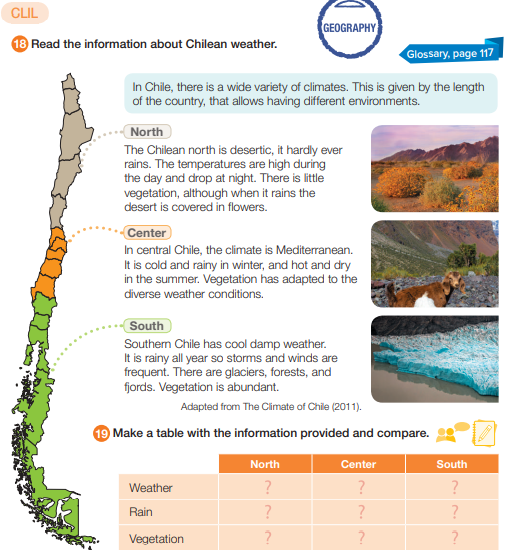 CLIL
GEOGRAPHY
18 Read the information about Chilean weather.
Glossary, page 117
In Chile, there is a wide variety of climates. This is given by the length
of the country, that allows having different environments.
North
The Chilean north is desertic, it hardly ever
rains. The temperatures are high during
the day and drop at night. There is little
vegetation, although when it rains the
desert is covered in flowers.
Center
In central Chile, the climate is Mediterranean.
It is cold and rainy in winter, and hot and dry
in the summer. Vegetation has adapted to the
diverse weather conditions.
South
Southern Chile has cool damp weather.
It is rainy all year so storms and winds are
frequent. There are glaciers, forests, and
fjords. Vegetation is abundant.
Adapted from The Climate of Chile (2011).
19 Make a table with the information provided and compare.
North Center South
Weather ? ? ?
Rain ? ? ?
Vegetation ? ? ?